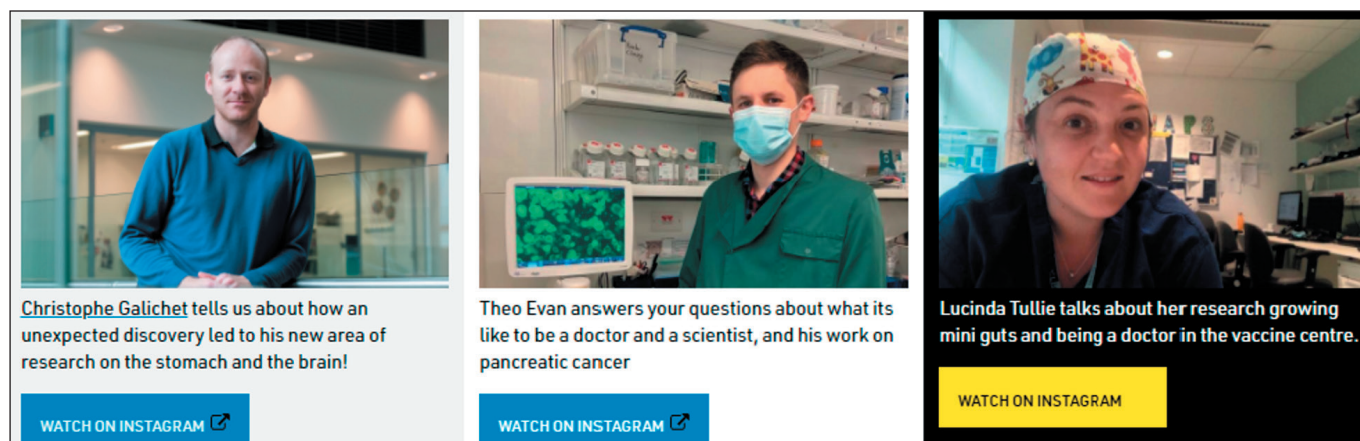 Christophe Galichet tells us about how an
unexpected discovery led to his new area of
research on the stomach and the brain!
WATCH ON INSTAGRAM
Theo Evan answers your questions about what its
like to be a doctor and a scientist, and his work on
pancreatic cancer
WATCH ON INSTAGRAM
APS
Lucinda Tullie talks about her research growing
mini guts and being a doctor in the vaccine centre.
WATCH ON INSTAGRAM